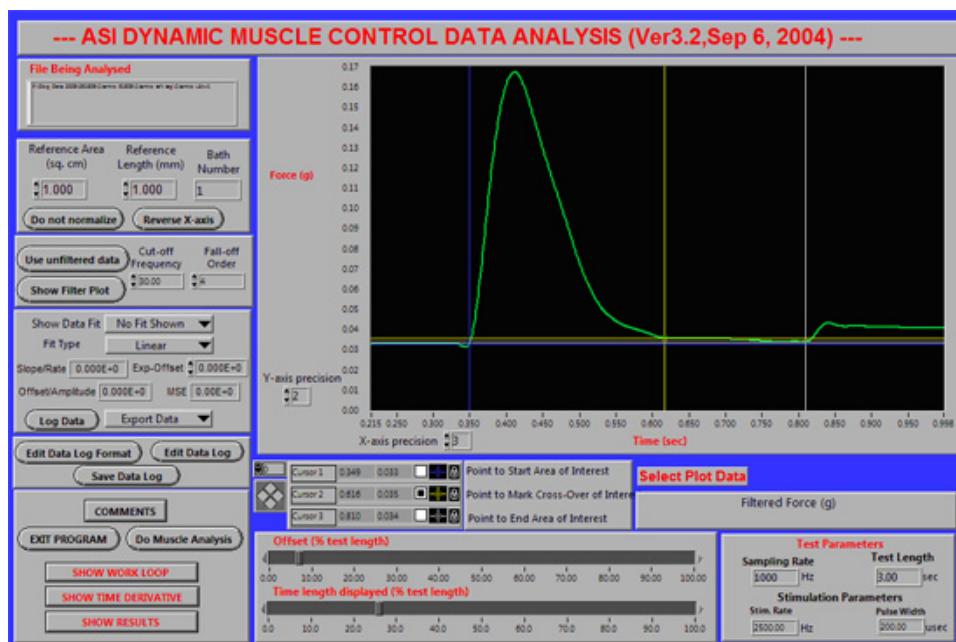 --- ASI DYNAMIC MUSCLE CONTROL DATA ANALYSIS (Ver3.2,Sep 6, 2004) ---
File Being Analysed
Reference Area (sq. cm)
Reference Length (mm)
Bath Number
1.000
1.000
1
Do not normalize
Reverse X-axis
Use unfiltered data
Cut-off Frequency
Fall-off Order
30.00
4
Show Filter Plot
Show Data Fit
No Fit Shown
Fit Type
Linear
Slope/Rate
0.000E+0
Exp-Offset
0.000E+0
Offset/Amplitude
0.000E+0
MSE
0.00E+0
Log Data
Export Data
Edit Data Log Format
Edit Data Log
Save Data Log
COMMENTS
EXIT PROGRAM
Do Muscle Analysis
SHOW WORK LOOP
SHOW TIME DERIVATIVE
SHOW RESULTS
Force (g)
0.17
0.16
0.15
0.14
0.13
0.12
0.11
0.10
0.09
0.08
0.07
0.06
0.05
0.04
0.03
0.02
0.01
0.00
Y-axis precision
2
0.215 0.250 0.300 0.350 0.400 0.450 0.500 0.550 0.600 0.650 0.700 0.750 0.800 0.850 0.900 0.950 0.998
X-axis precision
3
Time (sec)
Cursor 1 0.349 0.033 Point to Start Area of Interest
Cursor 2 0.616 0.035 Point to Mark Cross-Over of Intere
Cursor 3 0.810 0.034 Point to End Area of Interest
Select Plot Data
Filtered Force (g)
Offset (% test length)
0.00 10.00 20.00 30.00 40.00 50.00 60.00 70.00 80.00 90.00 100.00
Time length displayed (% test length)
0.0 10.0 20.0 30.0 40.0 50.0 60.0 70.0 80.0 90.0 100.0
Test Parameters
Sampling Rate
1000 Hz
Test Length
3.00 sec
Stimulation Parameters
Stim. Rate
2500.00 Hz
Pulse Width
200.00 usec